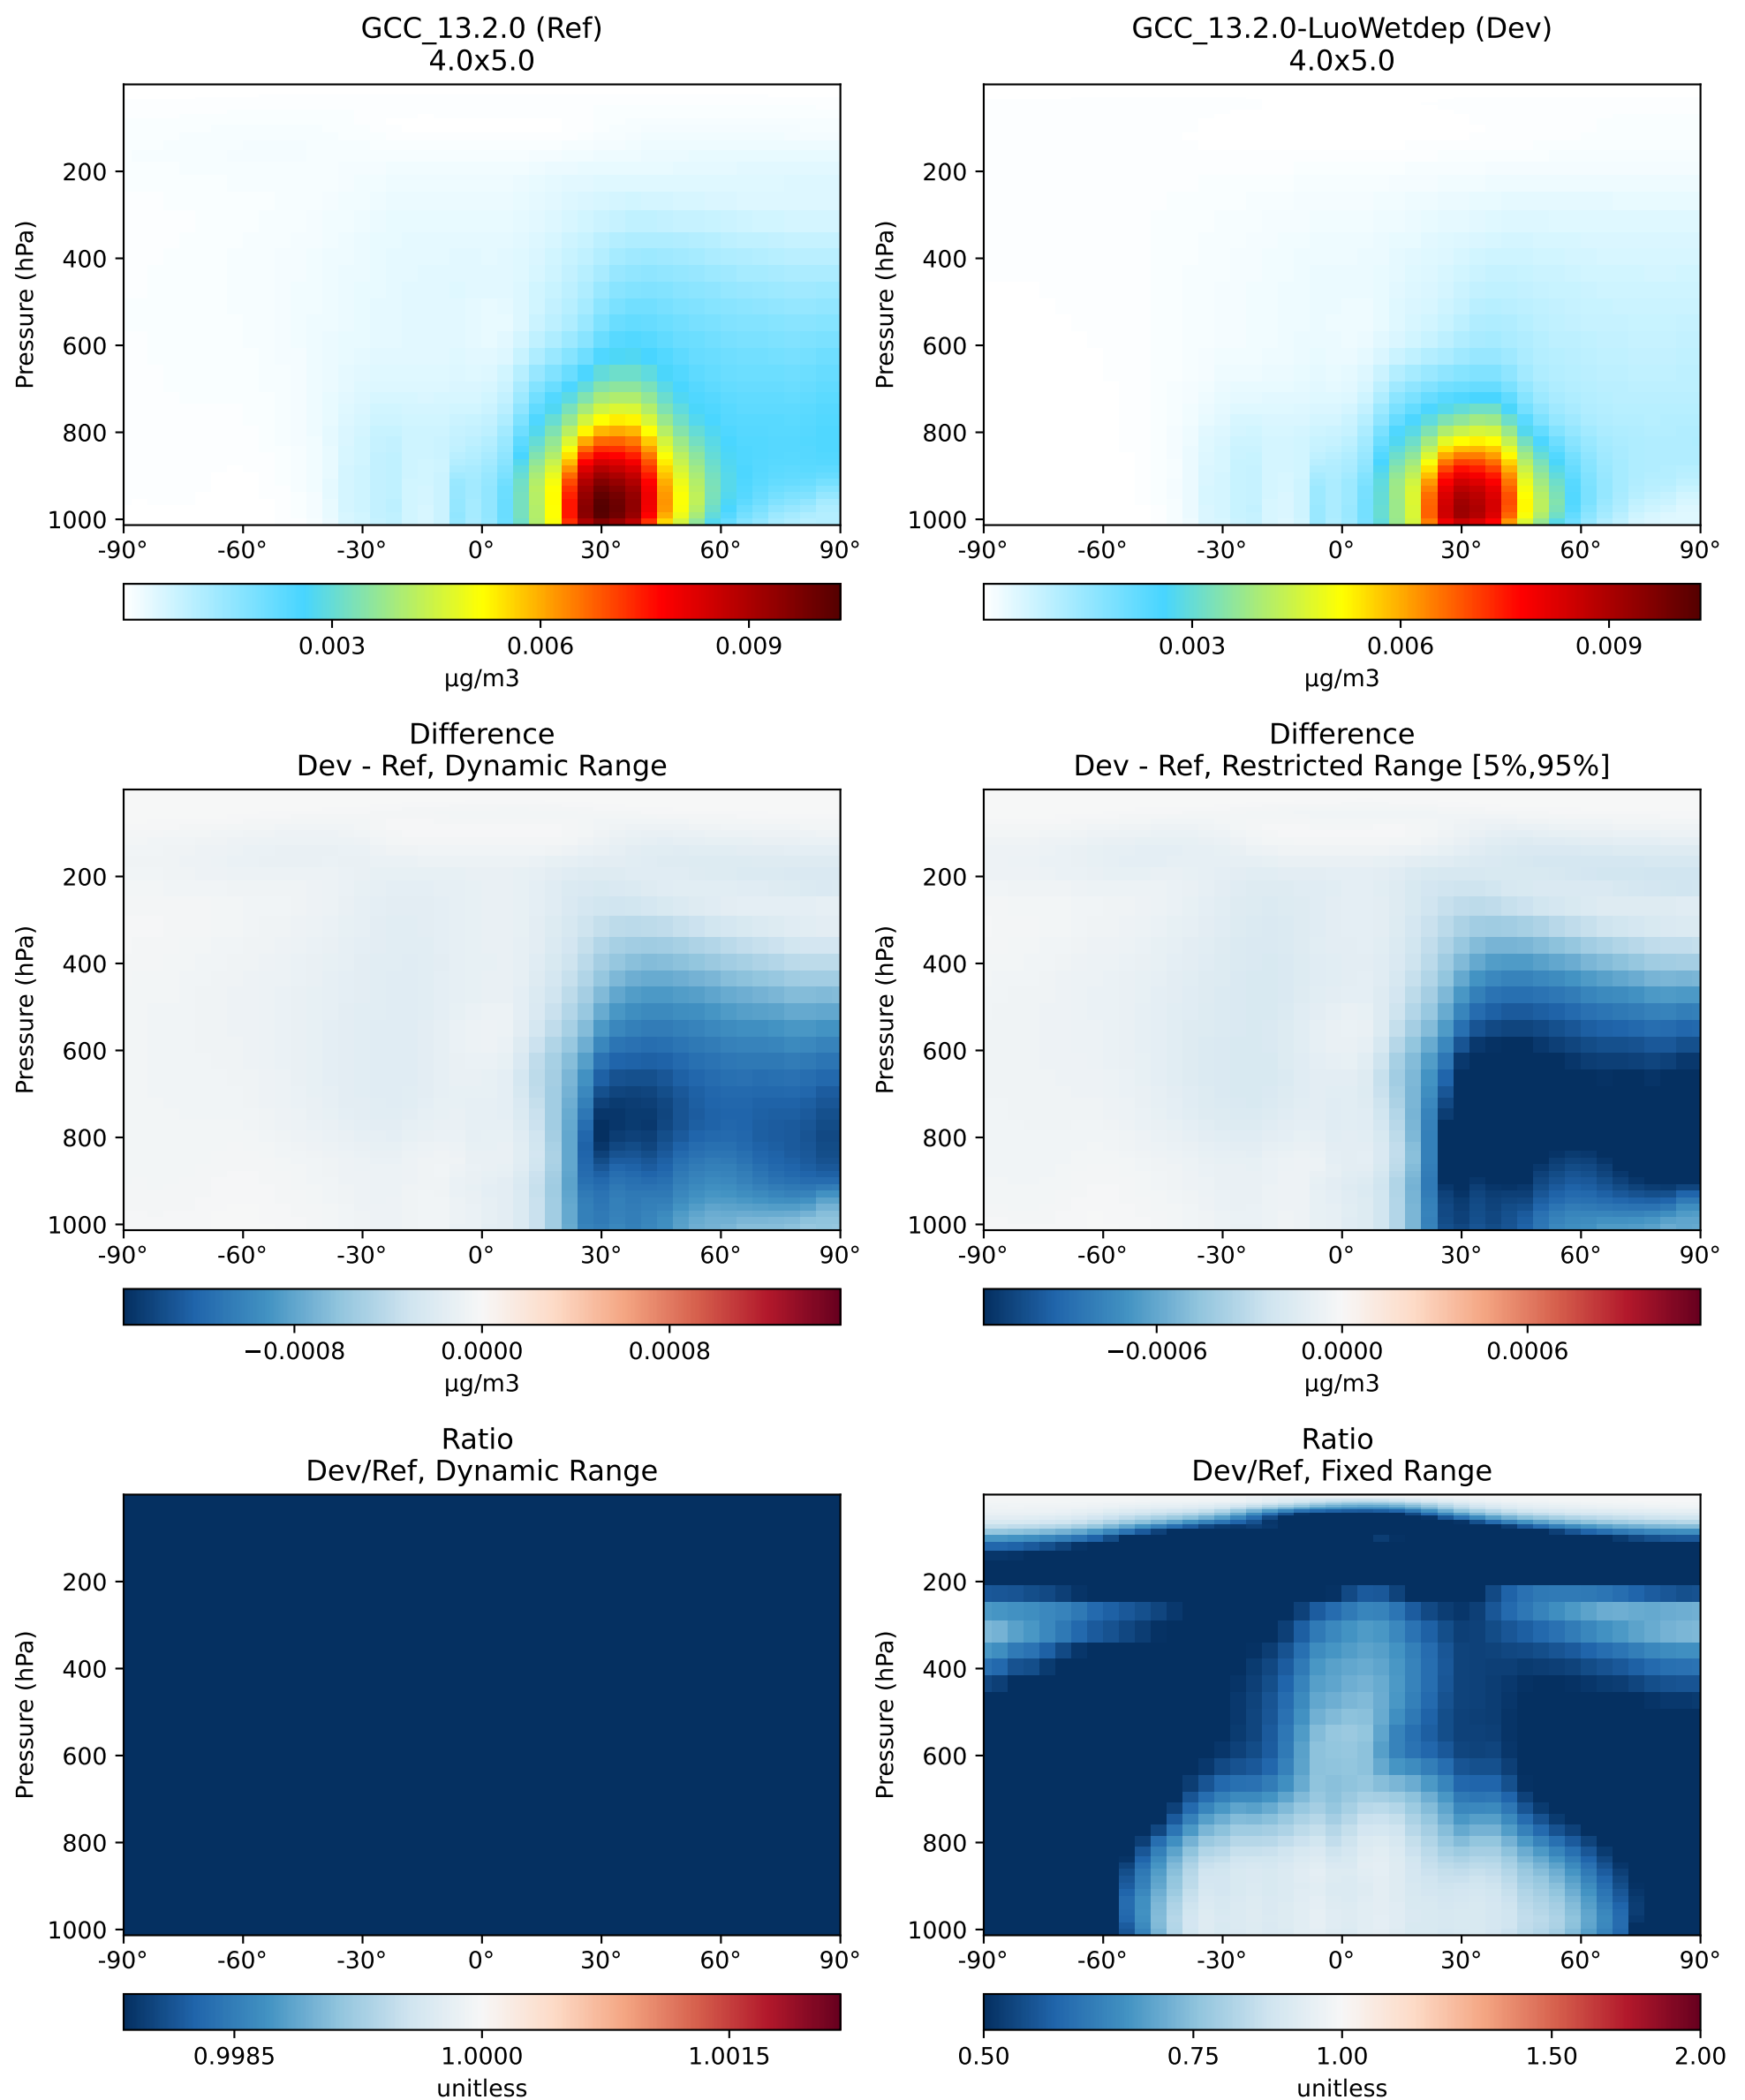 GCC_13.2.0 (Ref)
4.0x5.0
GCC_13.2.0-LuoWetdep (Dev)
4.0x5.0
Pressure (hPa)
200
400
600
800
1000
-90° -60° -30° 0° 30° 60° 90°
0.003 0.006 0.009
µg/m3
Pressure (hPa)
200
400
600
800
1000
-90° -60° -30° 0° 30° 60° 90°
0.003 0.006 0.009
µg/m3
Difference
Dev - Ref, Dynamic Range
Pressure (hPa)
200
400
600
800
1000
-90° -60° -30° 0° 30° 60° 90°
−0.0008 0.0000 0.0008
µg/m3
Difference
Dev - Ref, Restricted Range [5%,95%]
Pressure (hPa)
200
400
600
800
1000
-90° -60° -30° 0° 30° 60° 90°
−0.0006 0.0000 0.0006
µg/m3
Ratio
Dev/Ref, Dynamic Range
Pressure (hPa)
200
400
600
800
1000
-90° -60° -30° 0° 30° 60° 90°
0.9985 1.0000 1.0015
unitless
Ratio
Dev/Ref, Fixed Range
Pressure (hPa)
200
400
600
800
1000
-90° -60° -30° 0° 30° 60° 90°
0.50 0.75 1.00 1.50 2.00
unitless